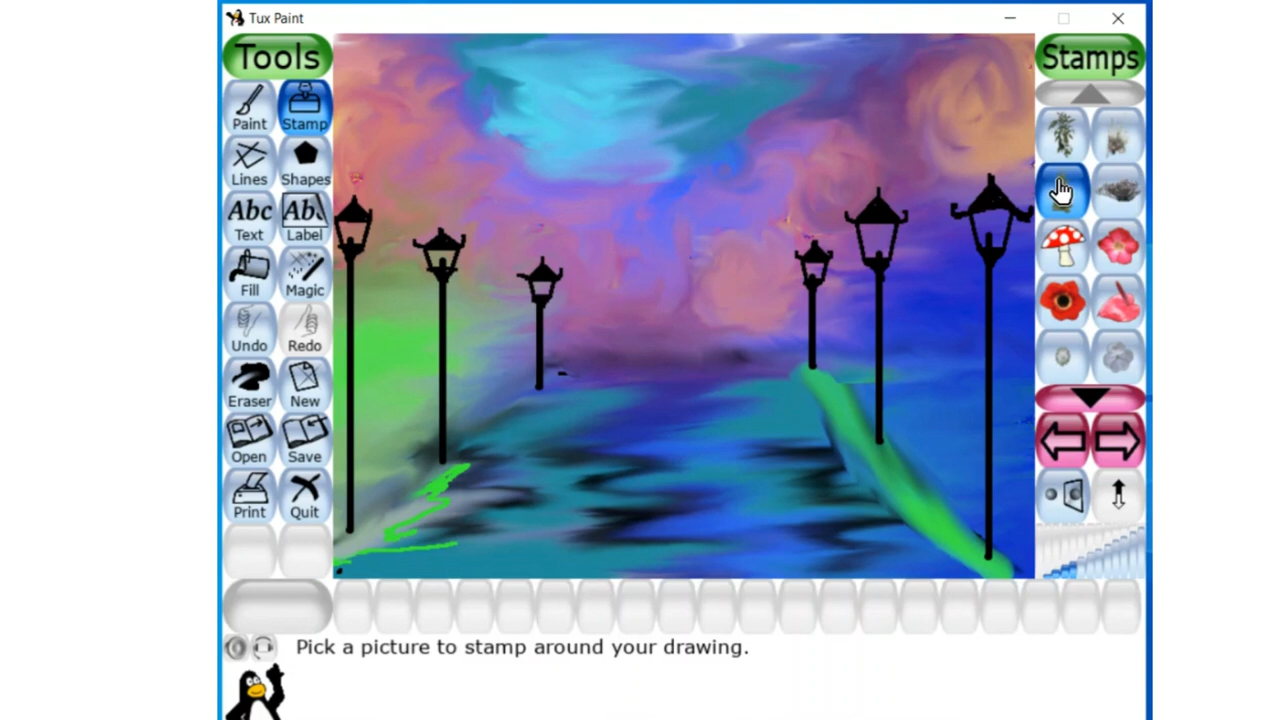 Tux Paint
Tools
Stamps
Paint Stamp
Lines Shapes
Abc Abc
Text Label
Fill Magic
Undo Redo
Eraser New
Open Save
Print Quit
Pick a picture to stamp around your drawing.